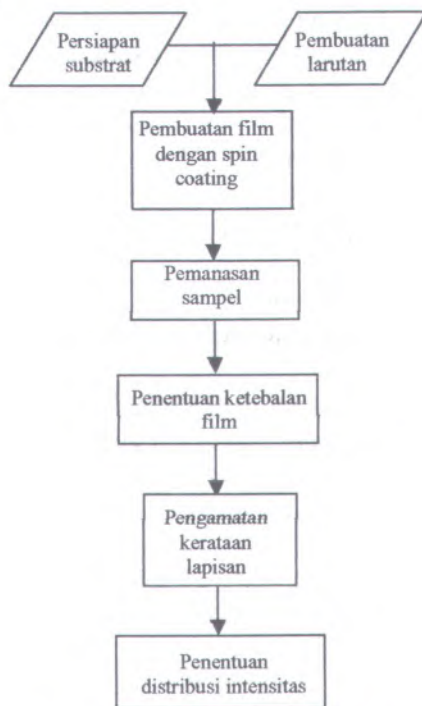 Persiapan
substrat
Pembuatan
larutan
Pembuatan film
dengan spin
coating
Pemanasan
sampel
Penentuan ketebalan
film
Pengamatan
kerataan
lapisan
Penentuan
distribusi intensitas